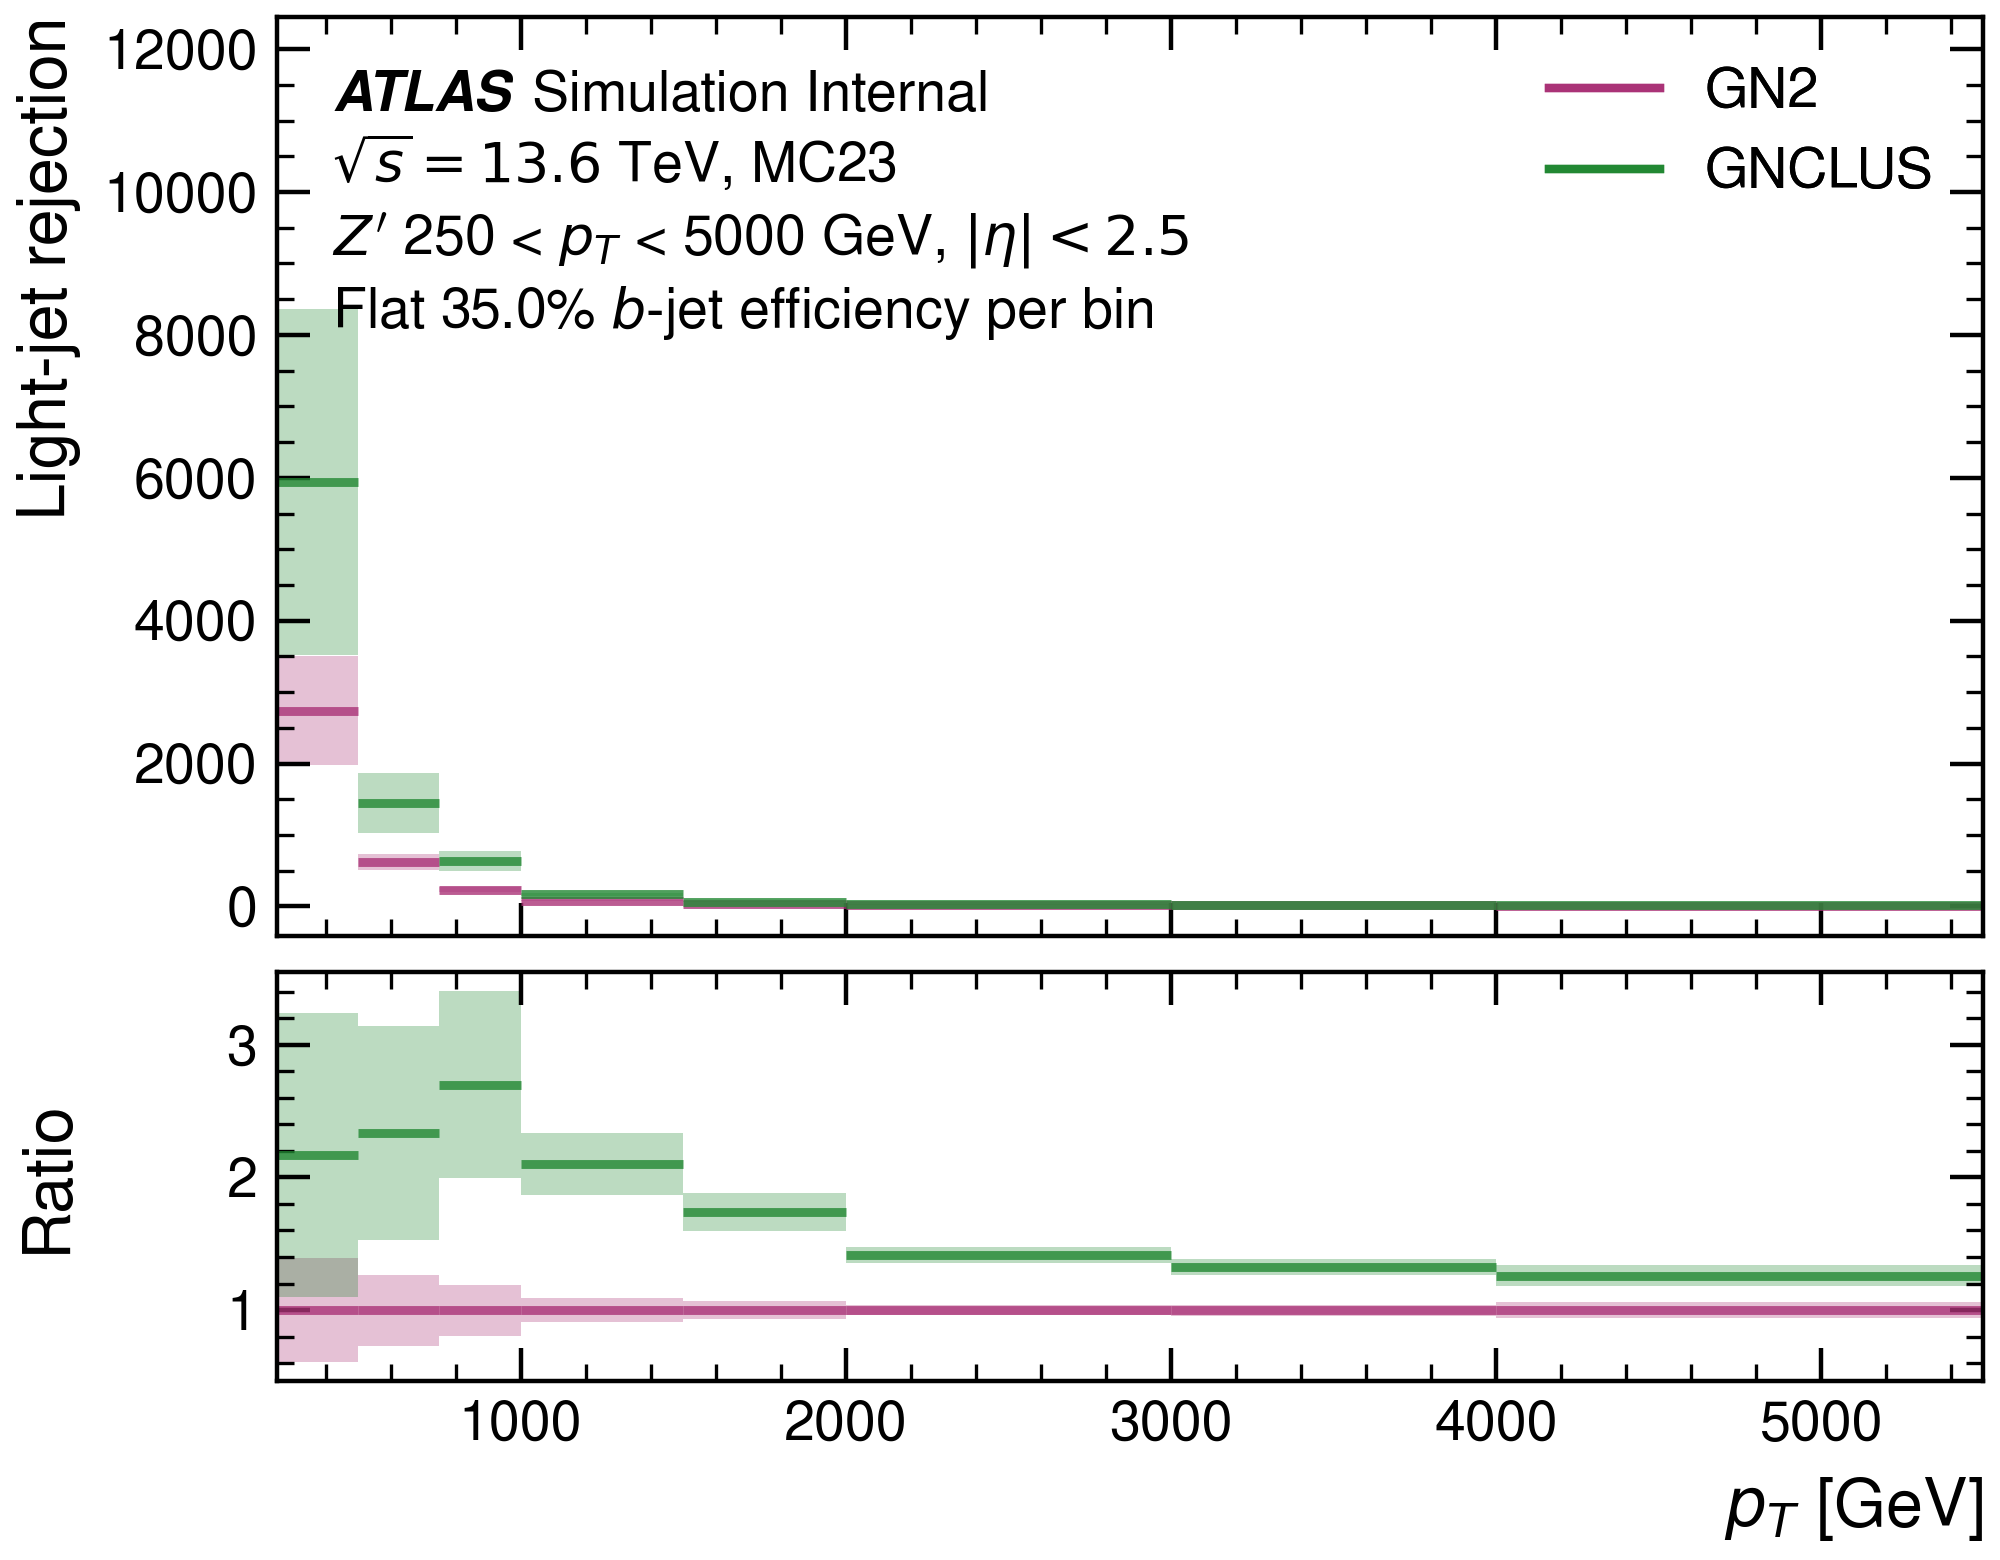 Light-jet rejection
12000
10000
8000
6000
4000
2000
0
ATLAS Simulation Internal
√s = 13.6 TeV, MC23
Z′ 250 < pT < 5000 GeV, |η| < 2.5
Flat 35.0% b-jet efficiency per bin
GN2
GNCLUS
Ratio
3
2
1
1000 2000 3000 4000 5000
pT [GeV]